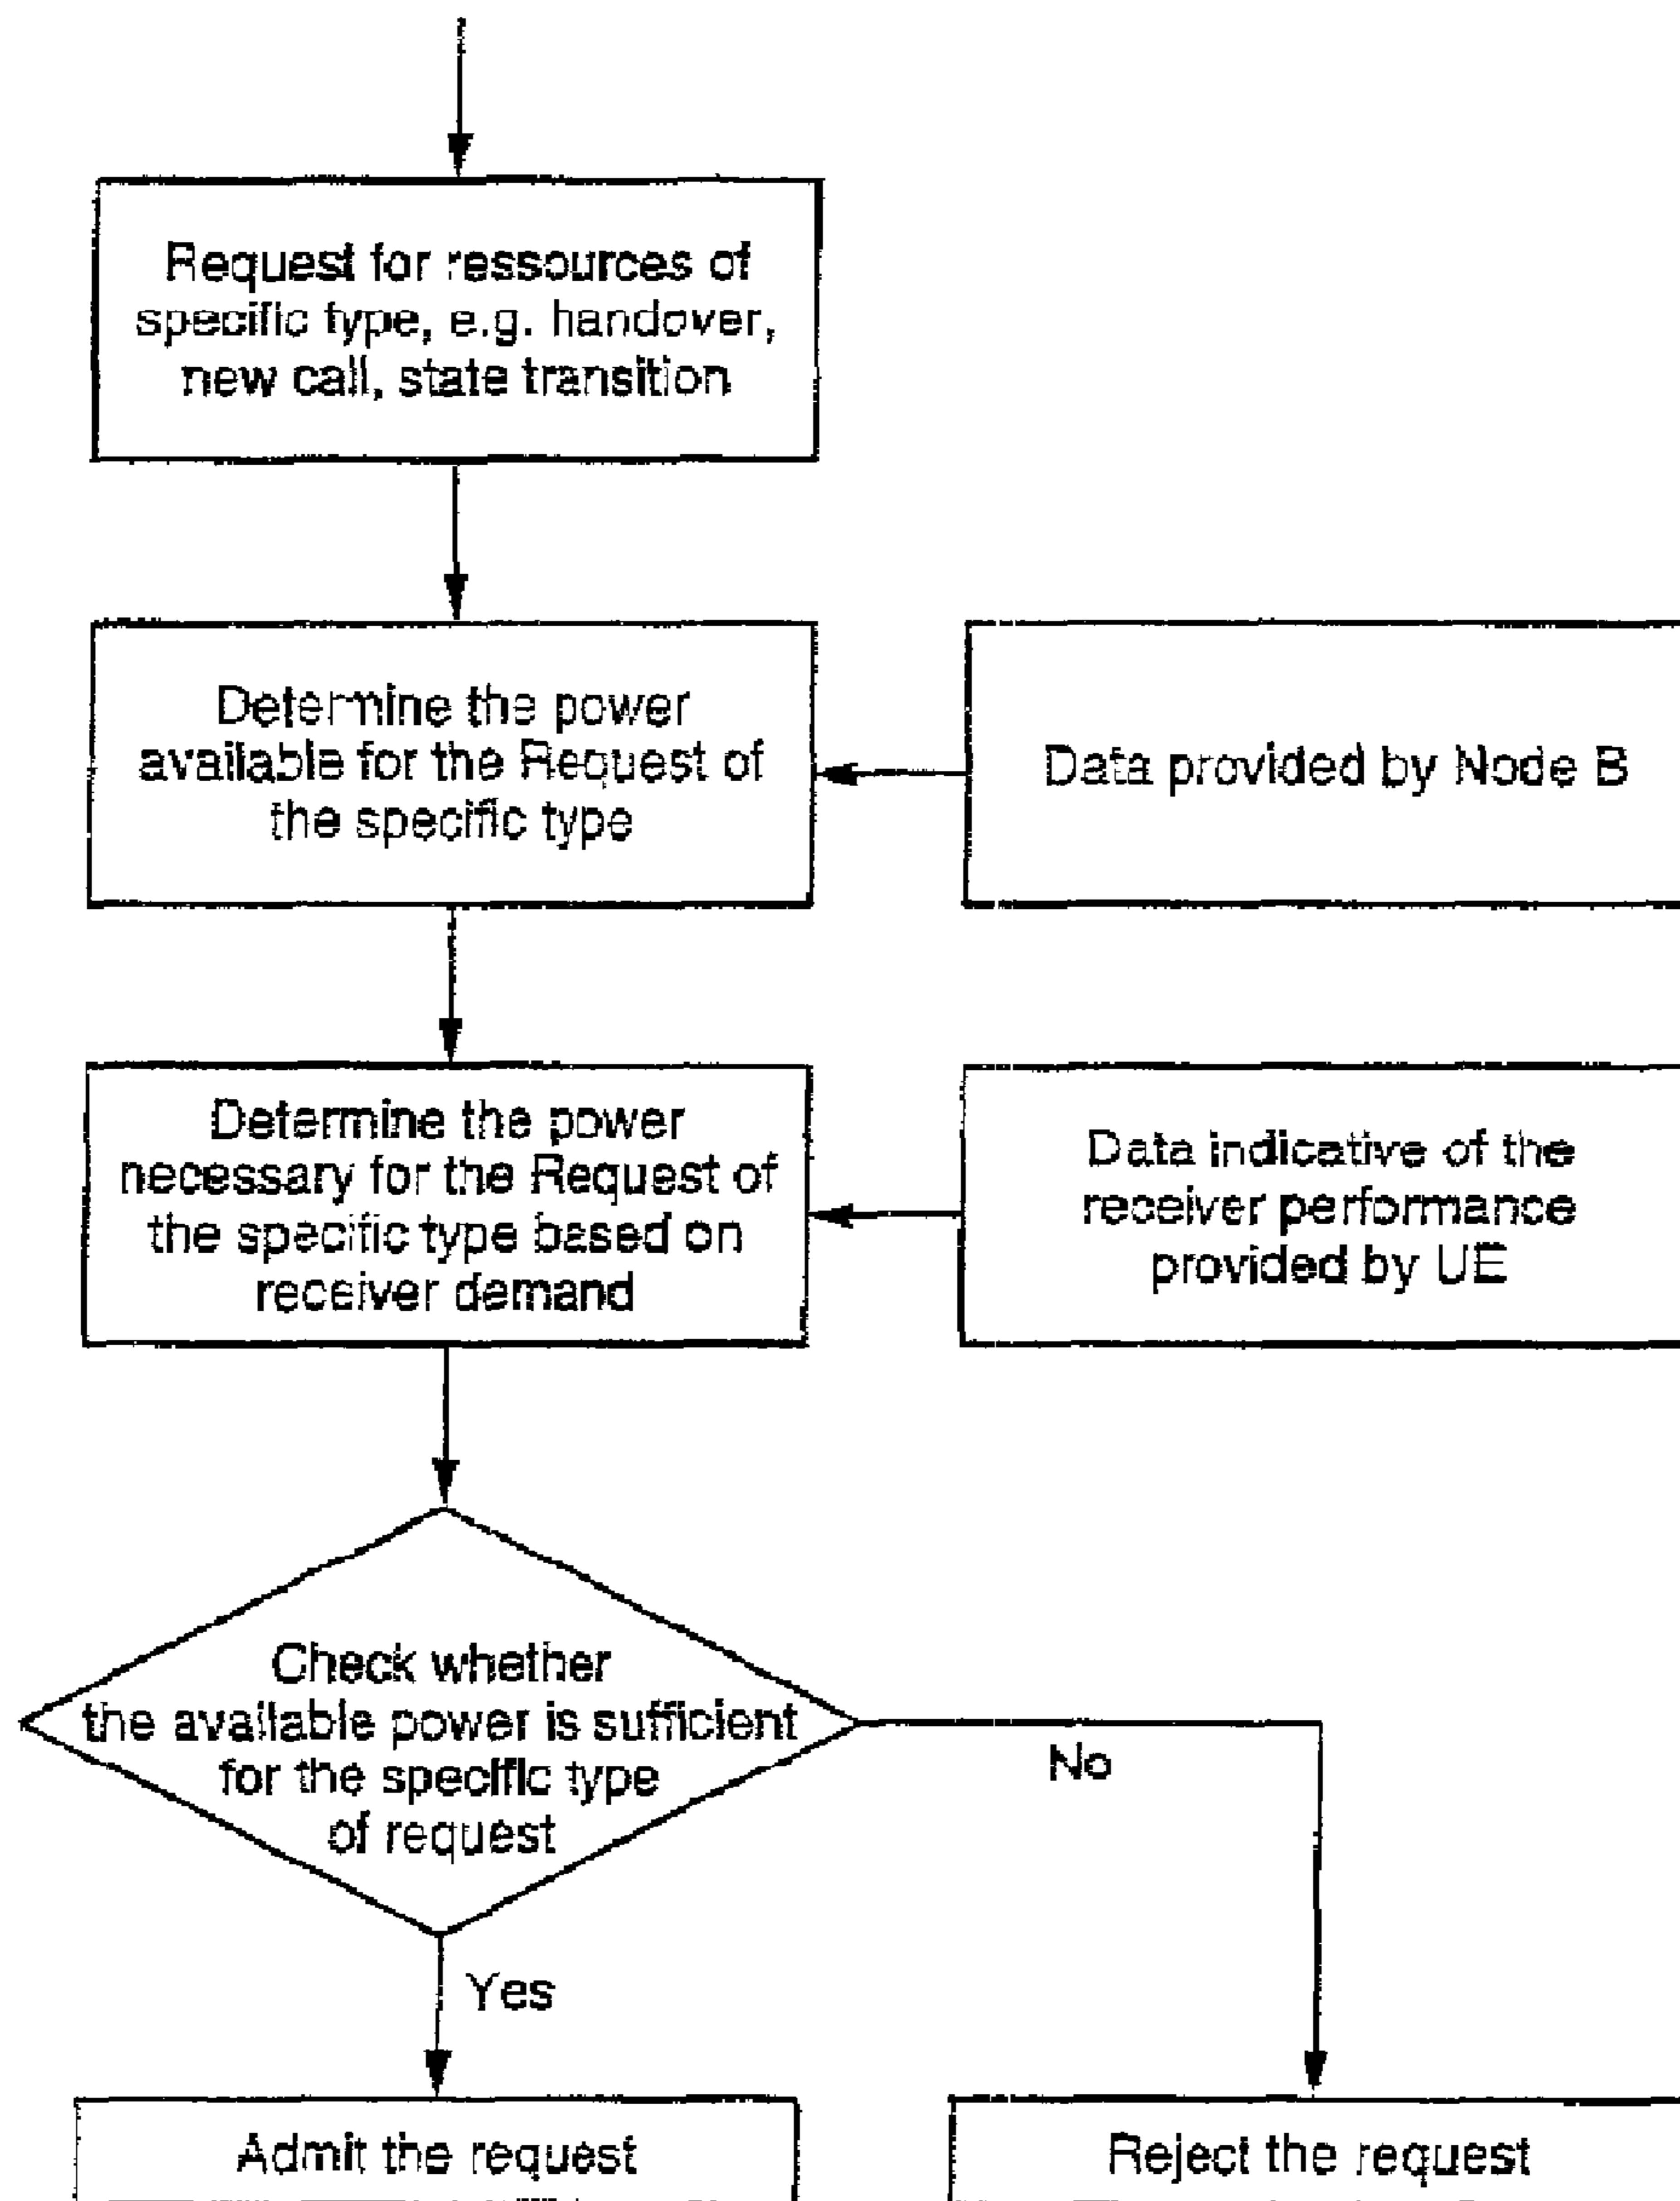 Request for ressources of
specific type, e.g. handover,
new call, state transition
Determine the power
available for the Request of
the specific type
Data provided by Node B
Determine the power
necessary for the Request of
the specific type based on
receiver demand
Data indicative of the
receiver performance
provided by UE
Check whether
the available power is sufficient
for the specific type
of request
No
Yes
Admit the request
Reject the request